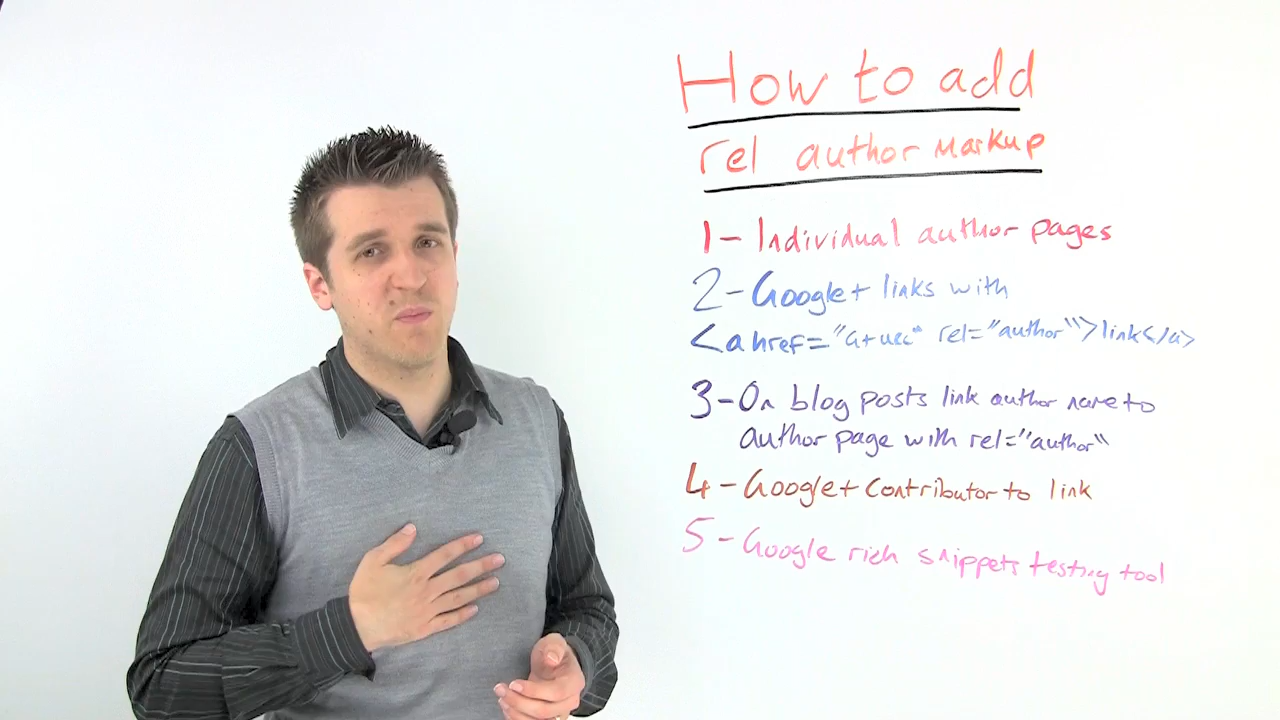 How to add
rel author markup
1- Individual author pages
2- Google+ links with
<a href="G+url" rel="author">link</a>
3- On blog posts link author name to
author page with rel="author"
4- Google+ Contributor to link
5- Google rich snippets testing tool